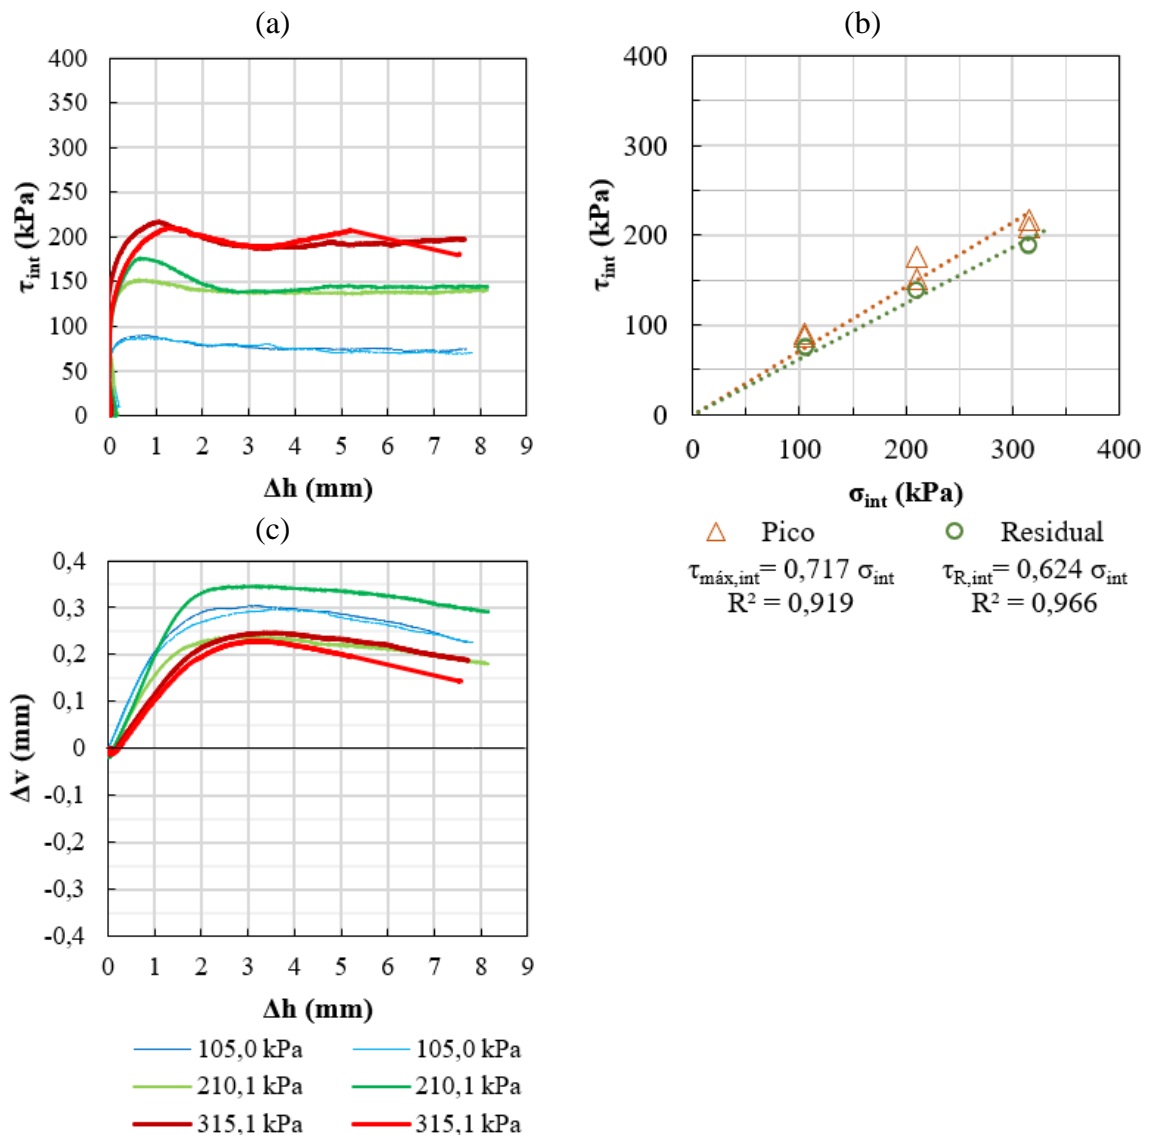 (a)
400
350
300
250
200
150
100
50
0
τint (kPa)
0 1 2 3 4 5 6 7 8 9
Δh (mm)
(b)
400
300
200
100
0
τint (kPa)
0 100 200 300 400
σint (kPa)
Pico Residual
τmáx,int= 0,717 σint τR,int= 0,624 σint
R² = 0,919 R² = 0,966
(c)
0,4
0,3
0,2
0,1
0
-0,1
-0,2
-0,3
-0,4
Δv (mm)
0 1 2 3 4 5 6 7 8 9
Δh (mm)
105,0 kPa 105,0 kPa
210,1 kPa 210,1 kPa
315,1 kPa 315,1 kPa